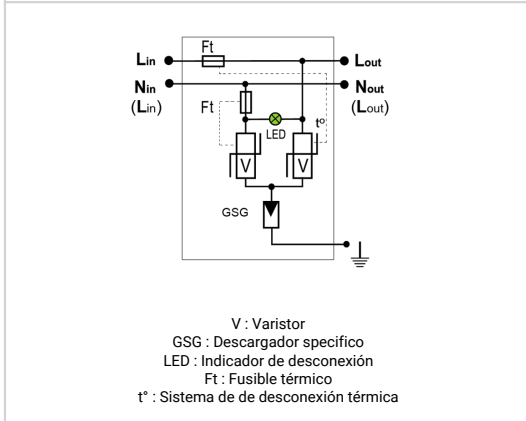 Ft
Lin Lout
Nin Nout
(Lin) (Lout)
Ft
t°
LED
V V
GSG
V : Varistor
GSG : Descargador specifico
LED : Indicador de desconexión
Ft : Fusible térmico
t° : Sistema de de desconexión térmica